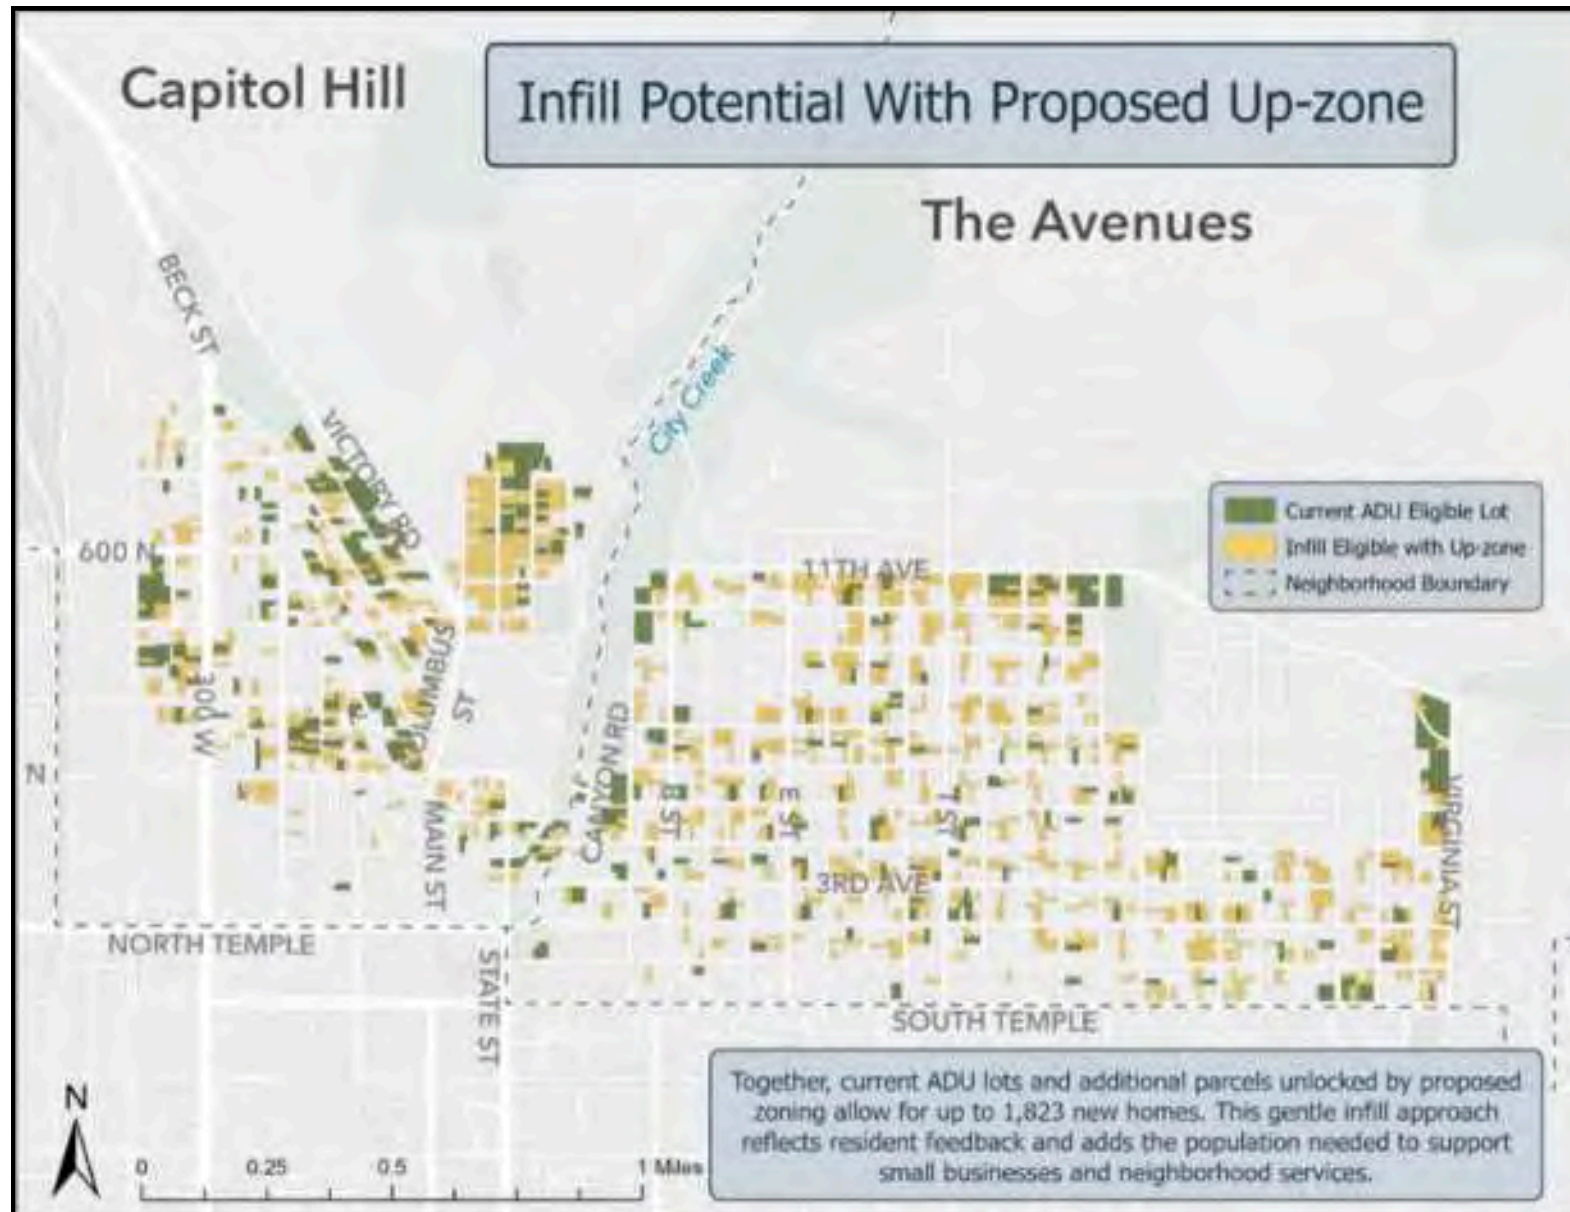 Capitol Hill
Infill Potential With Proposed Up-zone
The Avenues
BECK ST
VICTORY RD
City Creek
Current ADU Eligible Lot
Infill Eligible with Up-zone
Neighborhood Boundary
600 N
11TH AVE
COLUMBUS
ST
300 W
CANYON RD
N
B ST
E ST
I ST
VIRGINIA ST
MAIN ST
3RD AVE
NORTH TEMPLE
STATE ST
SOUTH TEMPLE
Together, current ADU lots and additional parcels unlocked by proposed
zoning allow for up to 1,823 new homes. This gentle infill approach
reflects resident feedback and adds the population needed to support
small businesses and neighborhood services.
N
0 0.25 0.5 1 Miles